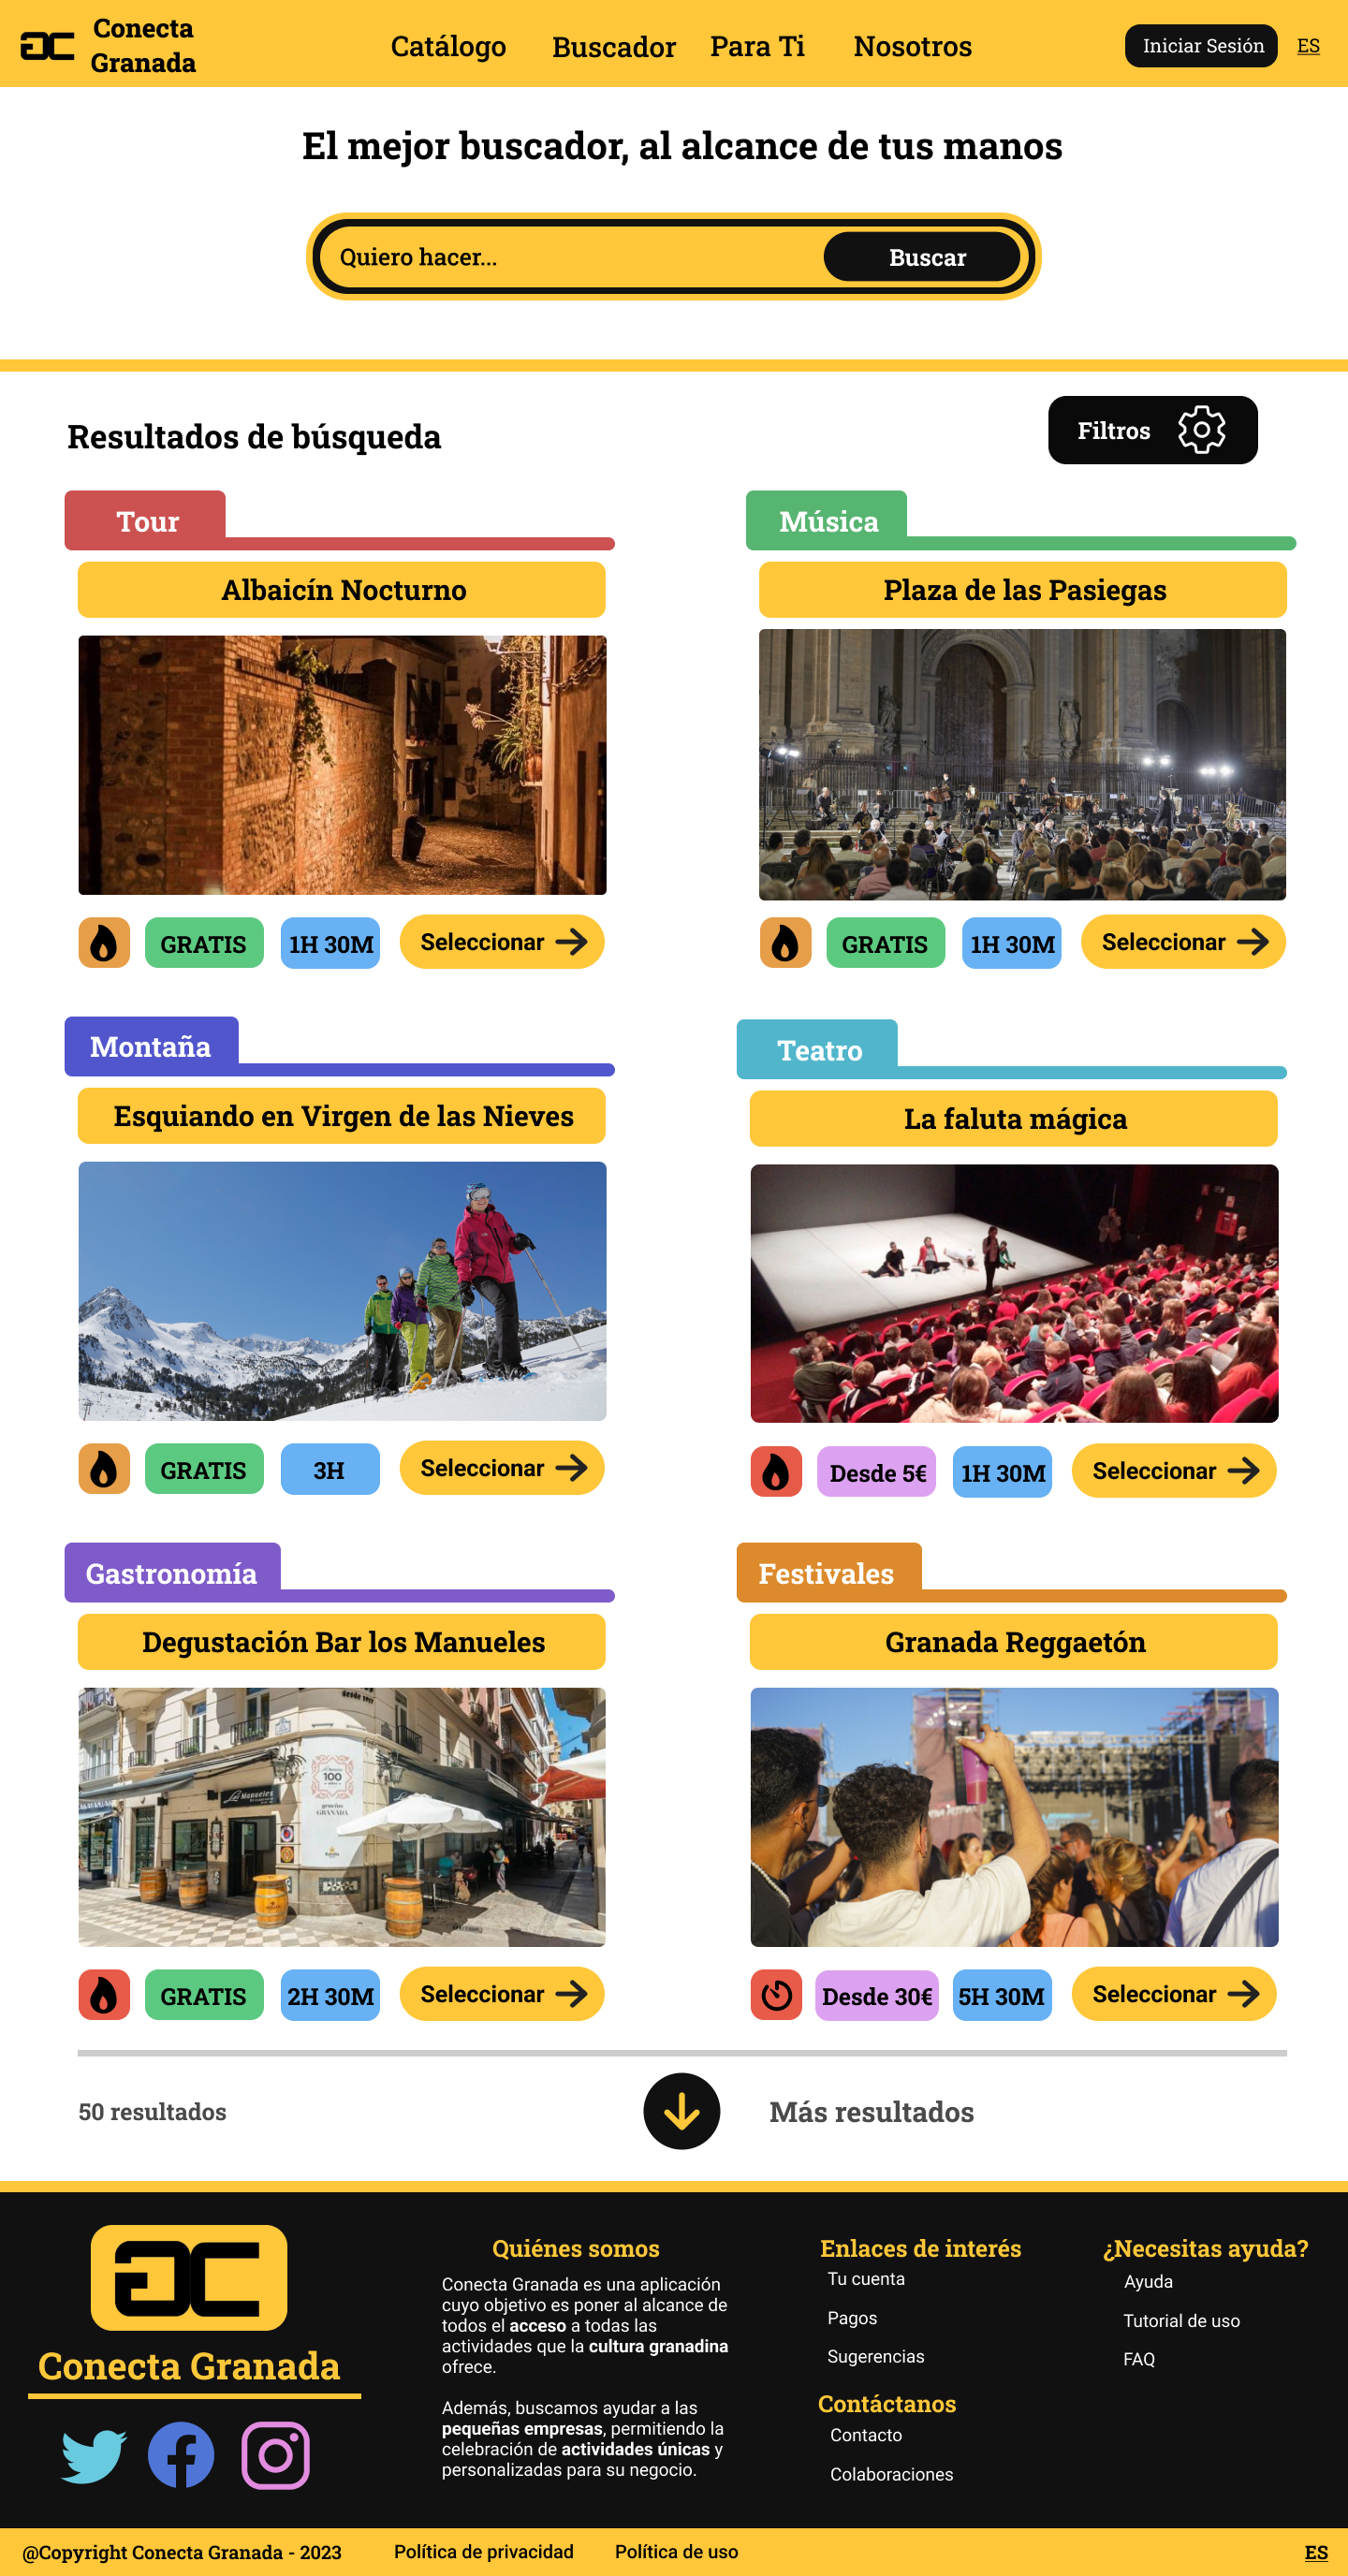 Conecta
Granada
Catálogo
Buscador
Para Ti
Nosotros
Iniciar Sesión
ES
El mejor buscador, al alcance de tus manos
Quiero hacer...
Buscar
Resultados de búsqueda
Filtros
Tour
Albaicín Nocturno
GRATIS
1H 30M
Seleccionar
Música
Plaza de las Pasiegas
GRATIS
1H 30M
Seleccionar
Montaña
Esquiando en Virgen de las Nieves
GRATIS
3H
Seleccionar
Teatro
La faluta mágica
Desde 5€
1H 30M
Seleccionar
Gastronomía
Degustación Bar los Manueles
100
GRANADA
Los Manueles
GRATIS
2H 30M
Seleccionar
Festivales
Granada Reggaetón
Desde 30€
5H 30M
Seleccionar
50 resultados
Más resultados
Conecta Granada
Quiénes somos
Conecta Granada es una aplicación
cuyo objetivo es poner al alcance de
todos el acceso a todas las
actividades que la cultura granadina
ofrece.
Además, buscamos ayudar a las
pequeñas empresas, permitiendo la
celebración de actividades únicas y
personalizadas para su negocio.
Enlaces de interés
Tu cuenta
Pagos
Sugerencias
Contáctanos
Contacto
Colaboraciones
¿Necesitas ayuda?
Ayuda
Tutorial de uso
FAQ
@Copyright Conecta Granada - 2023
Política de privacidad
Política de uso
ES